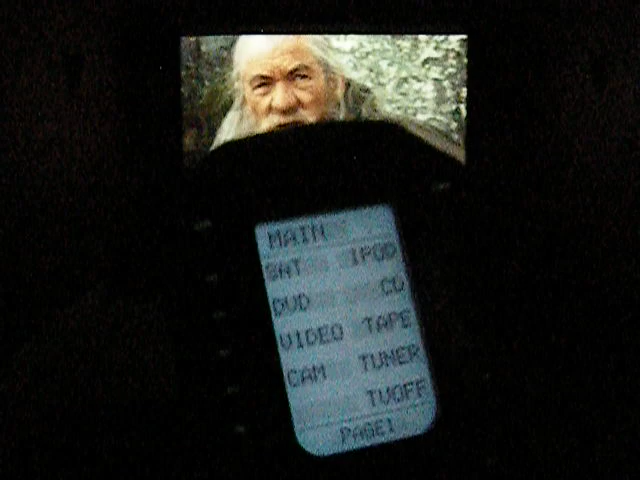 MAIN
SAT IPOD
DVD CD
VIDEO TAPE
CAM TUNER
TVOFF
PAGE1